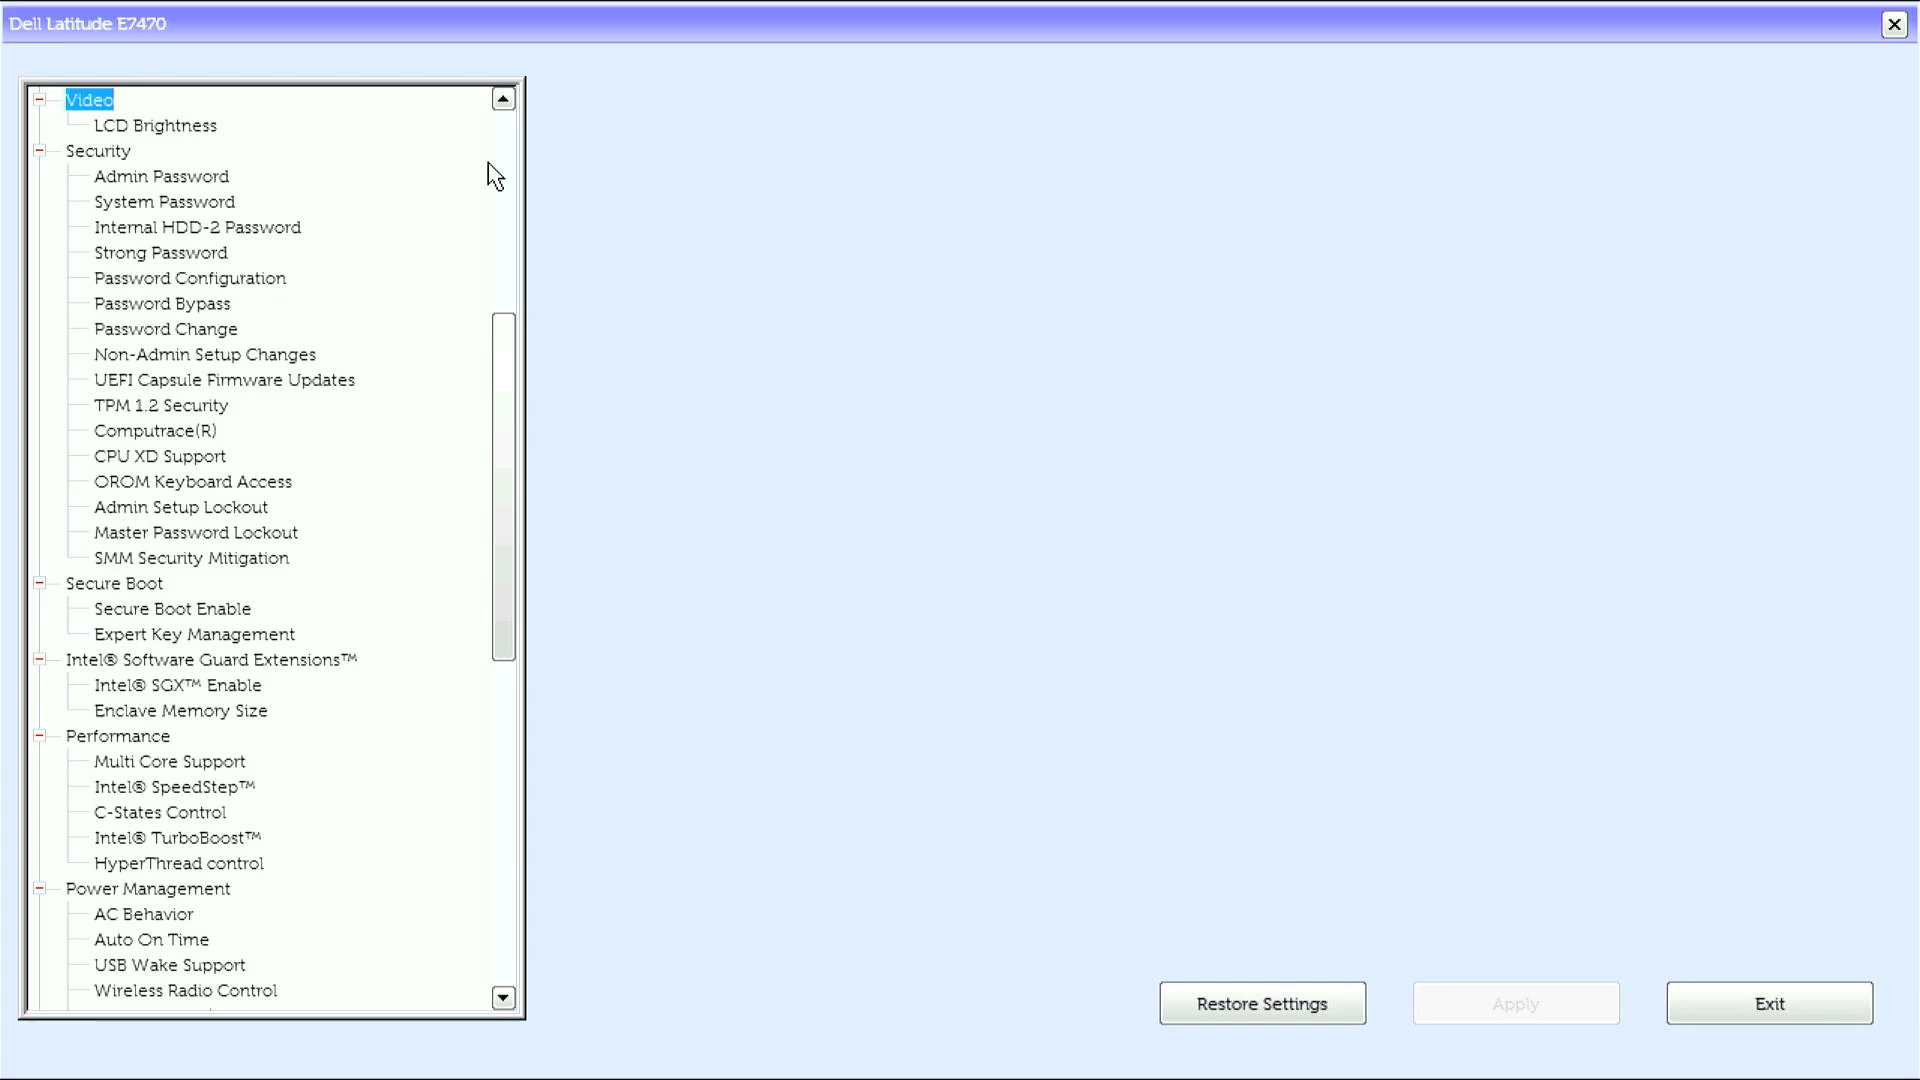 Dell Latitude E7470
Video
LCD Brightness
Security
Admin Password
System Password
Internal HDD-2 Password
Strong Password
Password Configuration
Password Bypass
Password Change
Non-Admin Setup Changes
UEFI Capsule Firmware Updates
TPM 1.2 Security
Computrace(R)
CPU XD Support
OROM Keyboard Access
Admin Setup Lockout
Master Password Lockout
SMM Security Mitigation
Secure Boot
Secure Boot Enable
Expert Key Management
Intel® Software Guard Extensions™
Intel® SGX™ Enable
Enclave Memory Size
Performance
Multi Core Support
Intel® SpeedStep™
C-States Control
Intel® TurboBoost™
HyperThread control
Power Management
AC Behavior
Auto On Time
USB Wake Support
Wireless Radio Control
Restore Settings
Apply
Exit